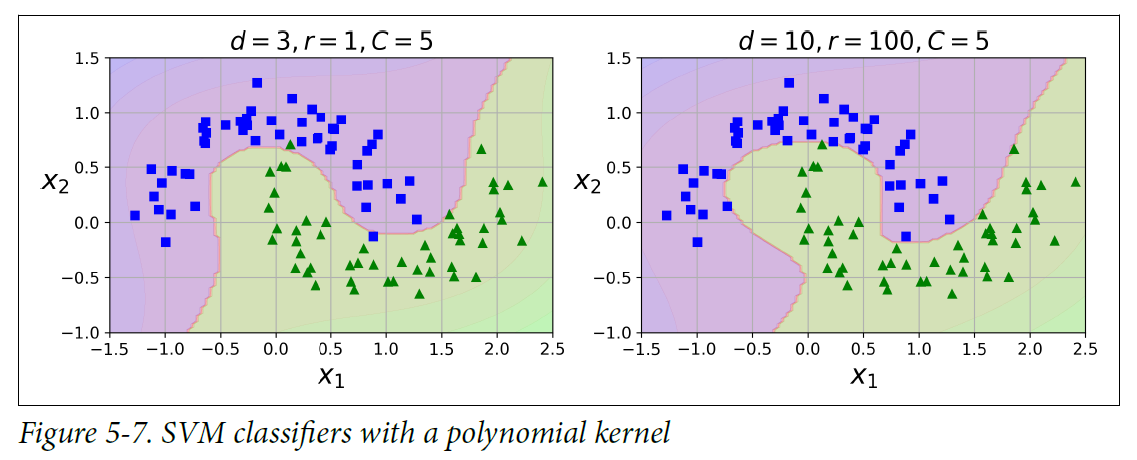 d = 3, r = 1, C = 5
1.5
1.0
0.5
0.0
−0.5
−1.0
x₂
−1.5 −1.0 −0.5 0.0 0.5 1.0 1.5 2.0 2.5
x₁
d = 10, r = 100, C = 5
1.5
1.0
0.5
0.0
−0.5
−1.0
x₂
−1.5 −1.0 −0.5 0.0 0.5 1.0 1.5 2.0 2.5
x₁
Figure 5-7. SVM classifiers with a polynomial kernel